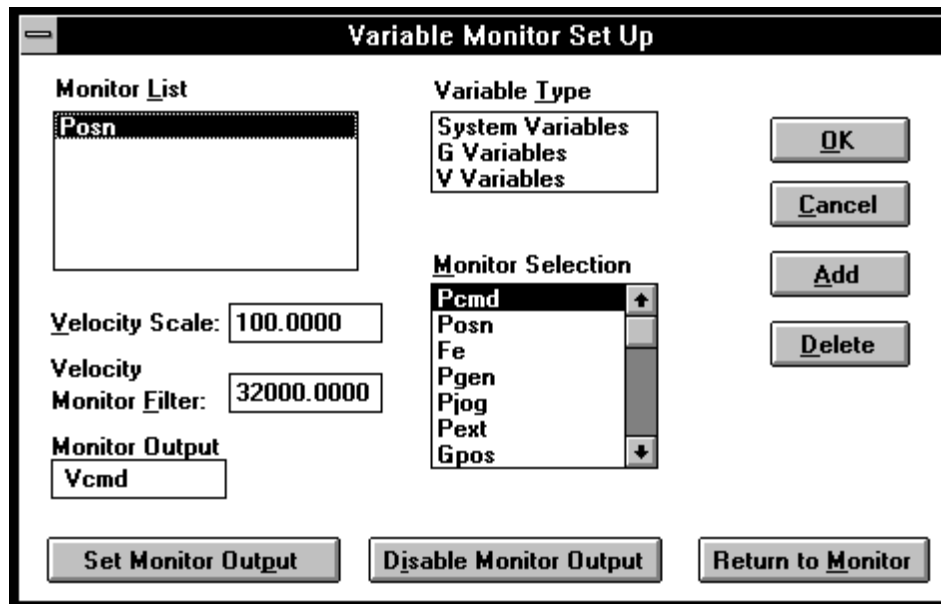 Variable Monitor Set Up
Monitor List
Posn
Variable Type
System Variables
G Variables
V Variables
OK
Cancel
Add
Delete
Monitor Selection
Pcmd
Posn
Fe
Pgen
Pjog
Pext
Gpos
Velocity Scale: 100.0000
Velocity
Monitor Filter: 32000.0000
Monitor Output
Vcmd
Set Monitor Output
Disable Monitor Output
Return to Monitor